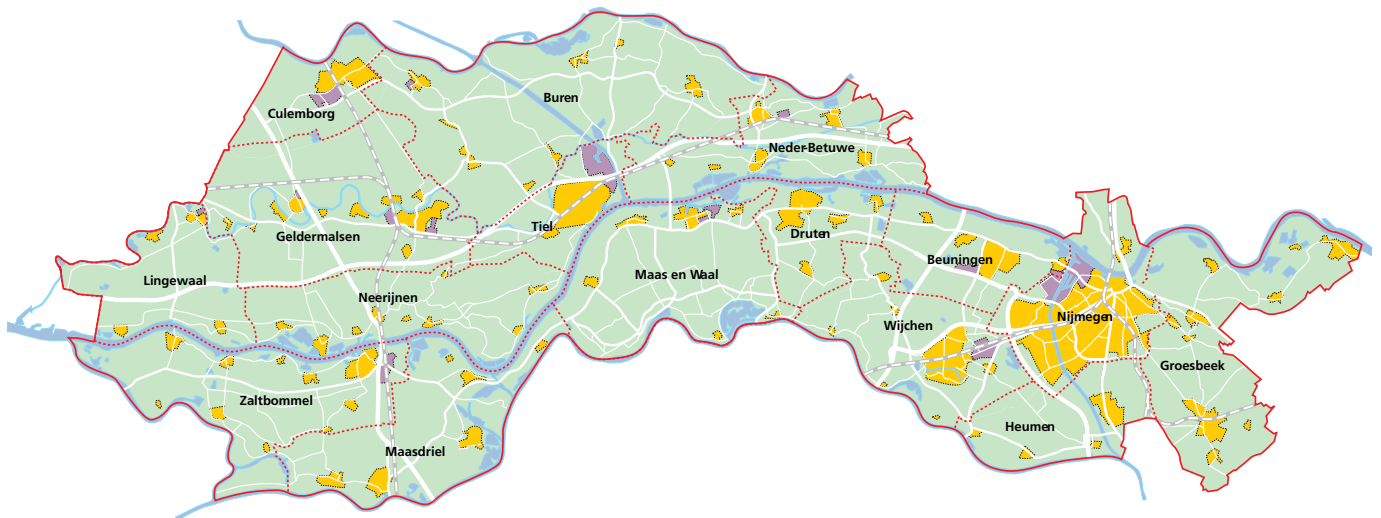 Buren
Culemborg
Neder-Betuwe
Tiel
Druten
Geldermalsen
Beuningen
Maas en Waal
Lingewaal
Neerijnen
Nijmegen
Wijchen
Groesbeek
Zaltbommel
Heumen
Maasdriel